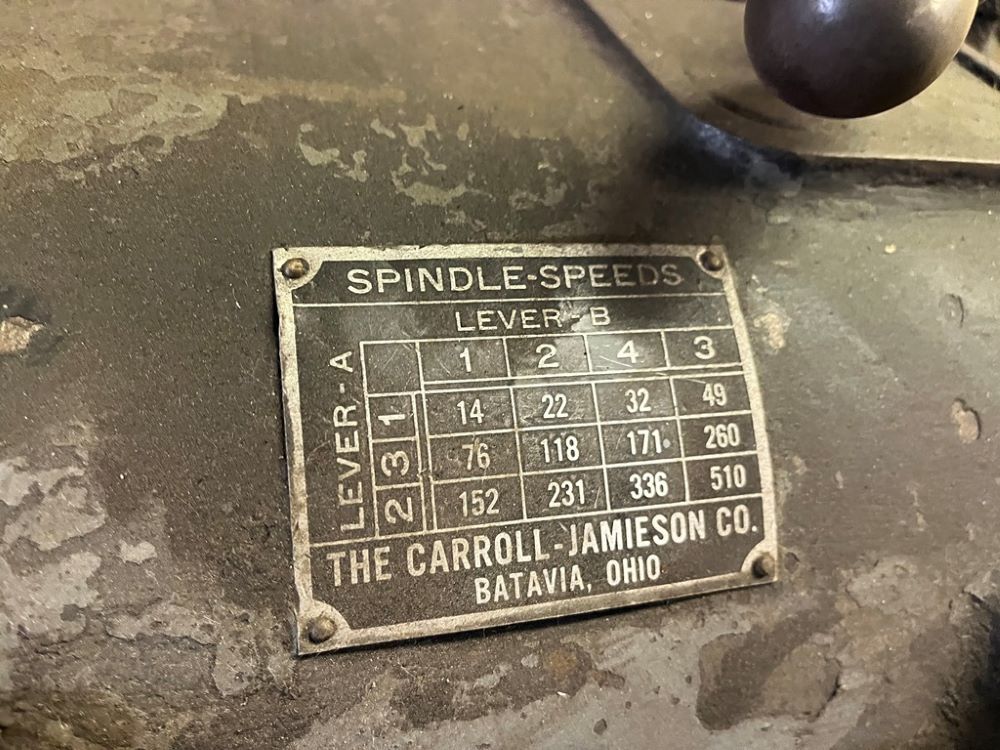 SPINDLE-SPEEDS
LEVER-B
LEVER-A
1 2 4 3
1 14 22 32 49
3 76 118 171 260
2 152 231 336 510
THE CARROLL-JAMIESON CO.
BATAVIA, OHIO